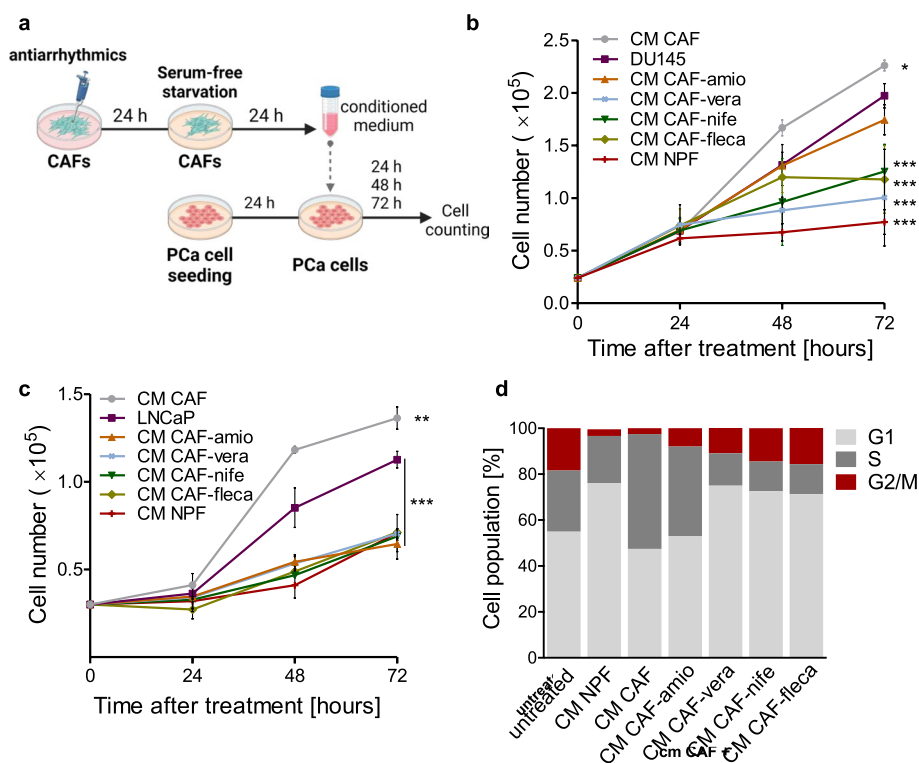 a
antiarrhythmics
Serum-free
starvation
24 h
24 h
conditioned
medium
CAFs
CAFs
24 h
48 h
72 h
24 h
Cell
counting
PCa cell
seeding
PCa cells
b
CM CAF
DU145
CM CAF-amio
CM CAF-vera
CM CAF-nife
CM CAF-fleca
CM NPF
Cell number ( ×10⁵)
2.5
2.0
1.5
1.0
0.5
0.0
*
***
***
***
***
0 24 48 72
Time after treatment [hours]
c
CM CAF
LNCaP
CM CAF-amio
CM CAF-vera
CM CAF-nife
CM CAF-fleca
CM NPF
Cell number ( ×10⁵)
1.5
1.0
0.5
**
***
0 24 48 72
Time after treatment [hours]
d
Cell population [%]
100
80
60
40
20
0
G1
S
G2/M
untreat.
untreated
CM NPF
CM CAF
CM CAF-amio
CM CAF-vera
CM CAF-nife
CM CAF-fleca
cm CAF +